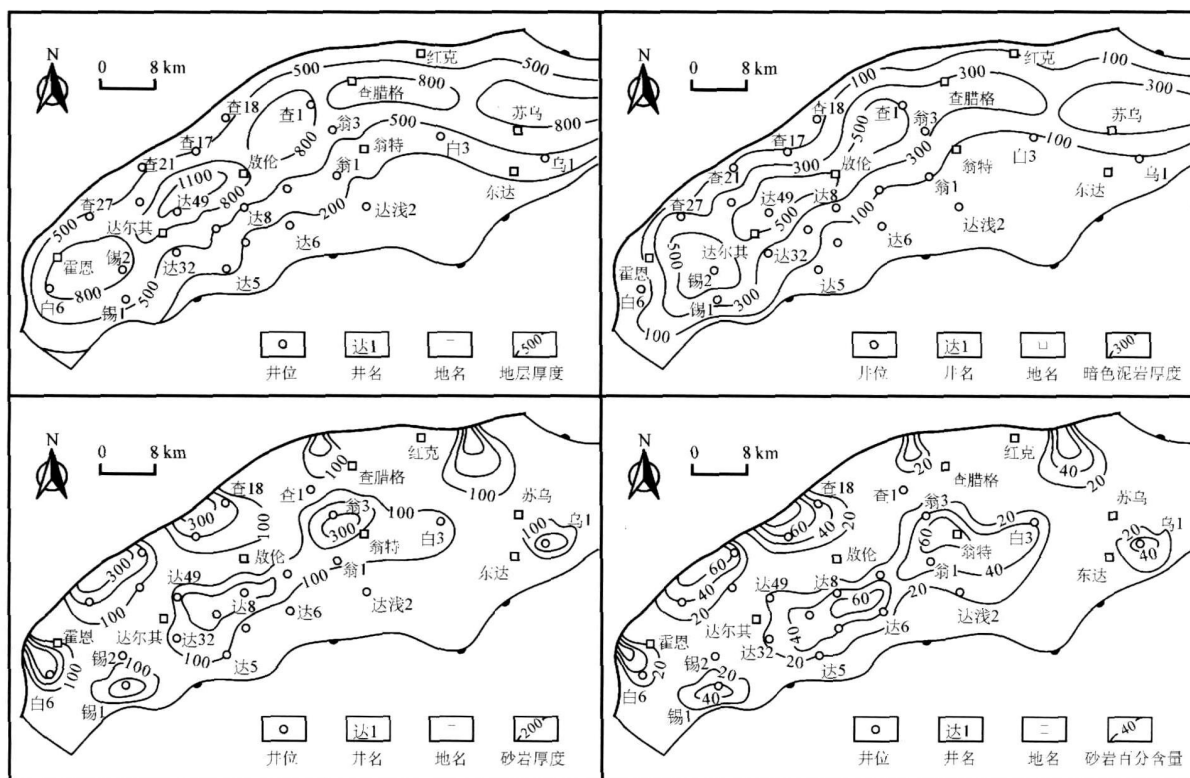 N
0 8 km
红克
500
500
查腊格
800
查18
查1
苏乌
翁3
800
查17
500
800
白3
查21
敖伦
翁特
乌1
1100
翁1
东达
达49
800
查27
200
达8
达浅2
500
达尔其
达6
霍恩
锡2
达32
达5
800
500
白6
锡1
井位
达1
井名
地名
500
地层厚度
N
0 8 km
红克
100
100
300
300
查腊格
查18
查1
苏乌
500
翁3
查17
300
白3
100
查21
敖伦
300
翁特
乌1
翁1
东达
达49
达8
查27
500
100
达浅2
达尔其
达6
500
达32
霍恩
锡2
达5
锡1
300
白6
100
井位
达1
井名
地名
300
暗色泥岩厚度
N
0 8 km
红克
100
查腊格
100
查18
查1
苏乌
300
100
翁3
100
乌1
300
白3
100
翁特
300
敖伦
东达
达49
翁1
100
100
达8
达6
达浅2
达尔其
霍恩
达32
100
锡2
100
达5
100
白6
锡1
井位
达1
井名
地名
200
砂岩厚度
N
0 8 km
红克
20
40
查腊格
20
查18
查1
苏乌
翁3
20
60
40
20
20
乌1
60
白3
翁特
40
60
敖伦
东达
40
达49
达8
翁1
40
20
20
60
达浅2
达6
达尔其
40
霍恩
达32
20
20
锡2
20
达5
白6
40
锡1
井位
达1
井名
地名
40
砂岩百分含量